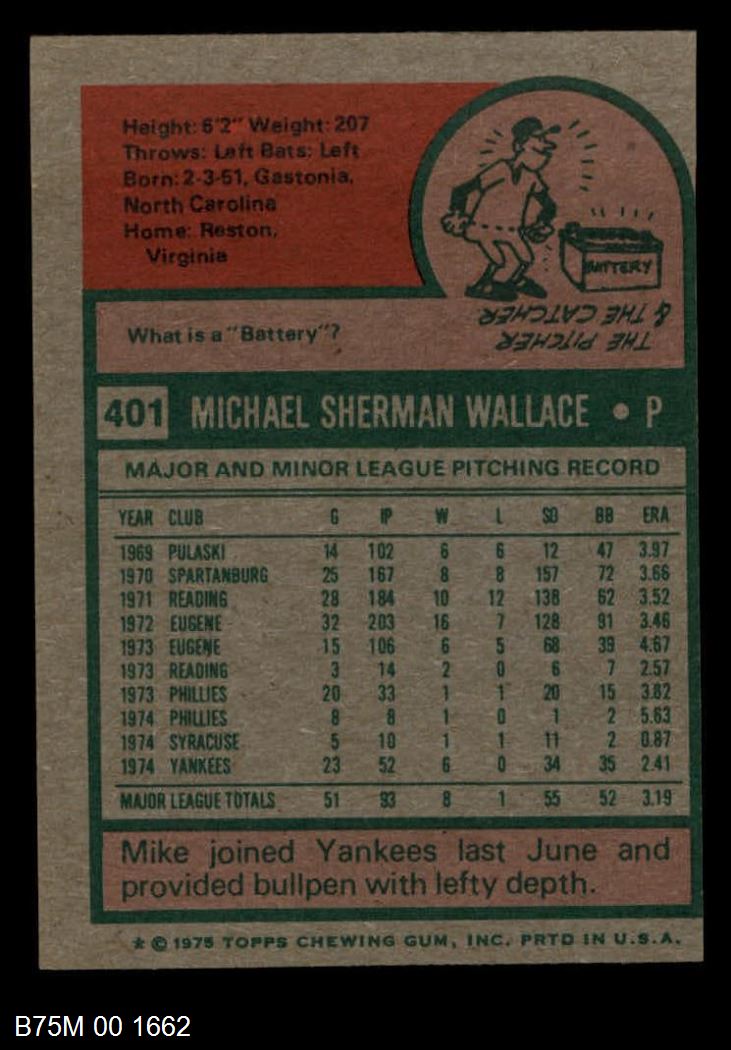 Height: 6'2" Weight: 207
Throws: Left Bats: Left
Born: 2-3-51, Gastonia,
North Carolina
Home: Reston,
Virginia
BATTERY
What is a "Battery"?
THE PITCHER
& THE CATCHER.
401 MICHAEL SHERMAN WALLACE • P
MAJOR AND MINOR LEAGUE PITCHING RECORD
YEAR CLUB G IP W L SO BB ERA
1969 PULASKI 14 102 6 6 12 47 3.97
1970 SPARTANBURG 25 167 8 8 157 72 3.66
1971 READING 28 184 10 12 138 62 3.52
1972 EUGENE 32 203 16 7 128 91 3.46
1973 EUGENE 15 106 6 5 68 39 4.67
1973 READING 3 14 2 0 6 7 2.57
1973 PHILLIES 20 33 1 1 20 15 3.82
1974 PHILLIES 8 8 1 0 1 2 5.63
1974 SYRACUSE 5 10 1 1 11 2 0.87
1974 YANKEES 23 52 6 0 34 35 2.41
MAJOR LEAGUE TOTALS 51 93 8 1 55 52 3.19
Mike joined Yankees last June and
provided bullpen with lefty depth.
* © 1975 TOPPS CHEWING GUM, INC. PRTD IN U.S.A.
B75M 00 1662